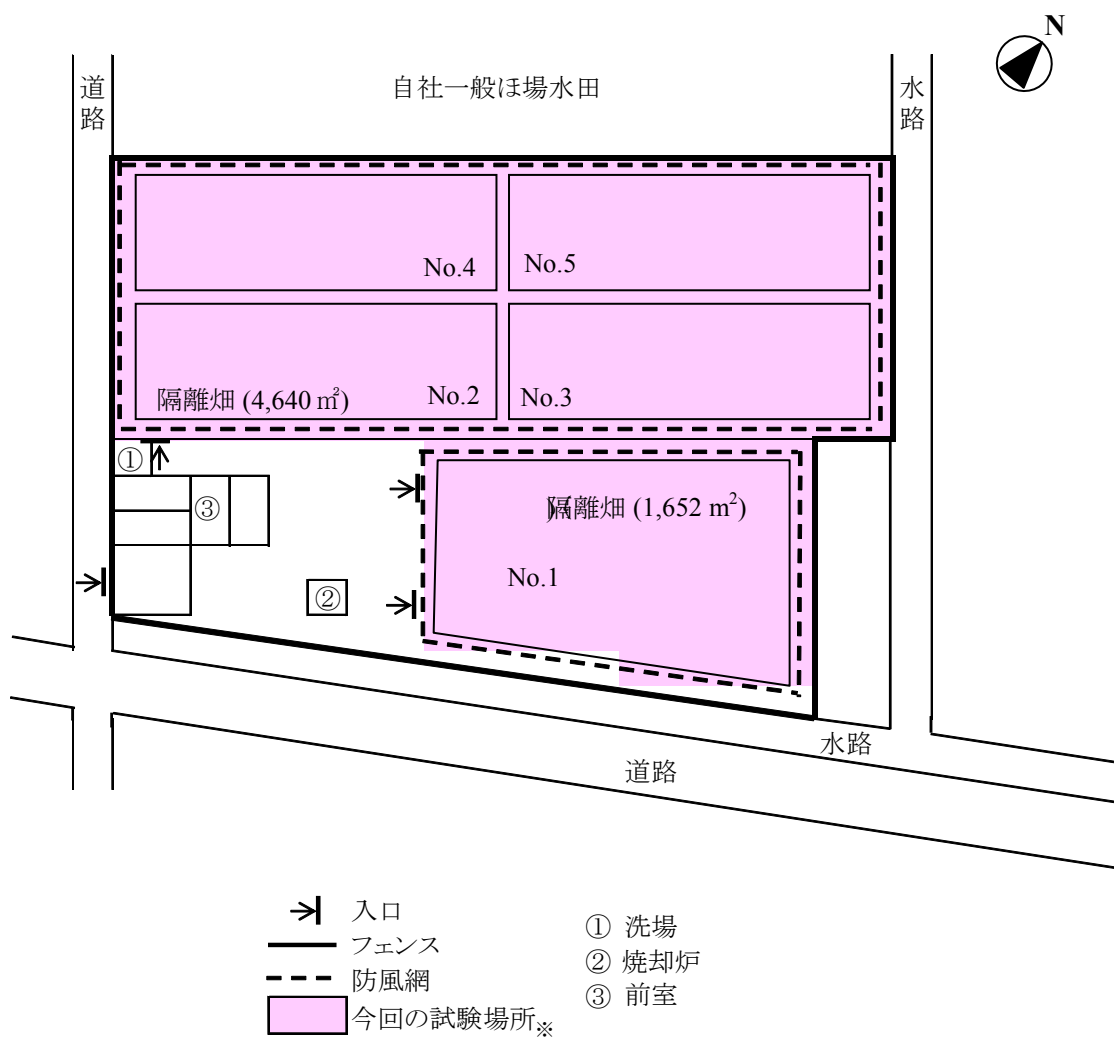 N
道路
自社一般ほ場水田
水路
No.4
No.5
隔離畑 (4,640 ㎡)
No.2
No.3
①
③
隔離畑 (1,652 m²)
No.1
②
水路
道路
入口
フェンス
防風網
今回の試験場所※
① 洗場
② 焼却炉
③ 前室